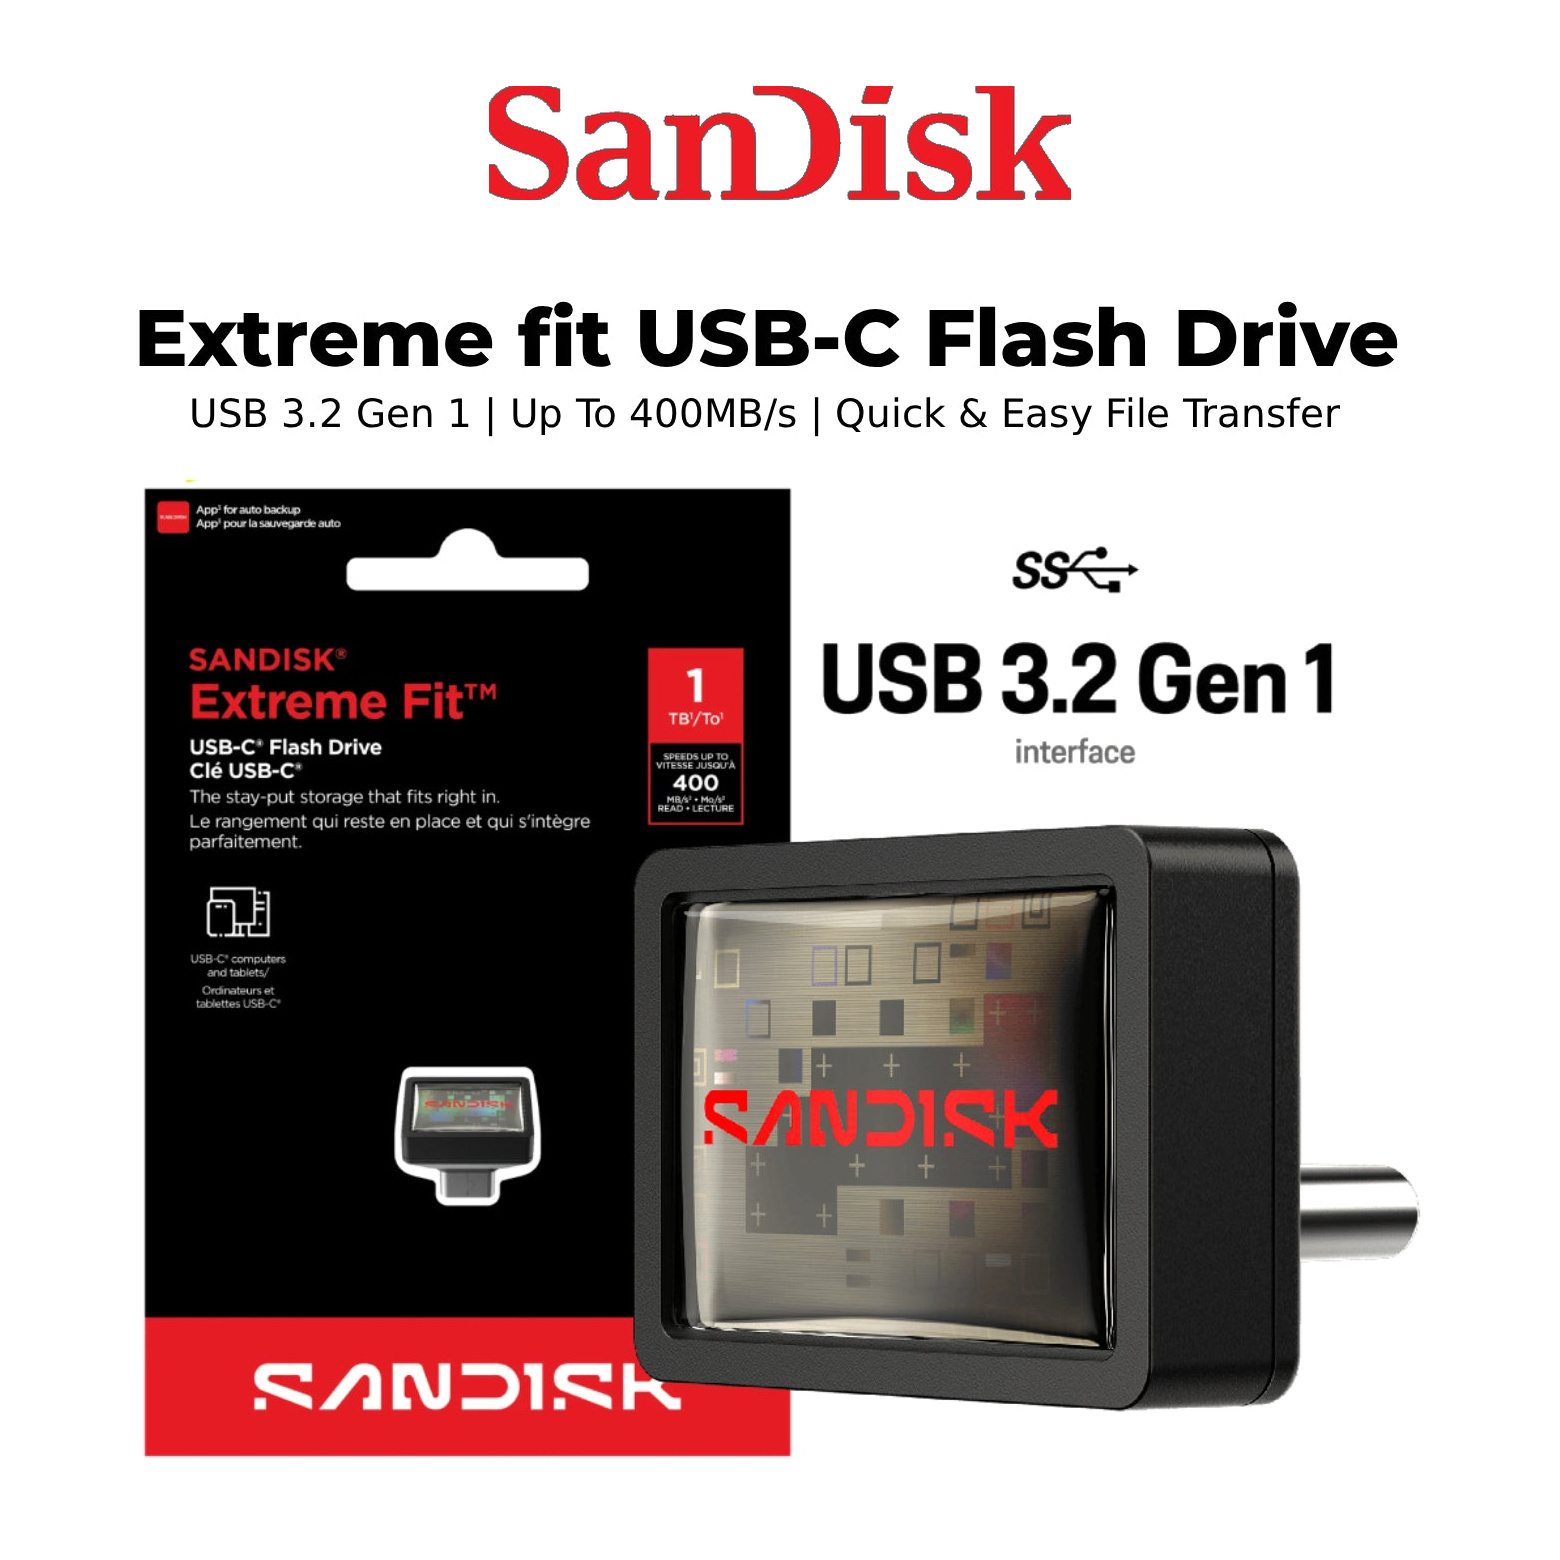 SanDisk
Extreme fit USB-C Flash Drive
USB 3.2 Gen 1 | Up To 400MB/s | Quick & Easy File Transfer
SANDISK
App³ for auto backup
App³ pour la sauvegarde auto
SANDISK®
Extreme Fit™
USB-C® Flash Drive
Clé USB-C®
The stay-put storage that fits right in.
Le rangement qui reste en place et qui s'intègre
parfaitement.
1
TB¹/To¹
SPEEDS UP TO
VITESSE JUSQU'À
400
MB/s² • Mo/s²
READ • LECTURE
USB-C® computers
and tablets/
Ordinateurs et
tablettes USB-C®
SANDISK
SANDISK
SS
USB 3.2 Gen 1
interface
SANDISK